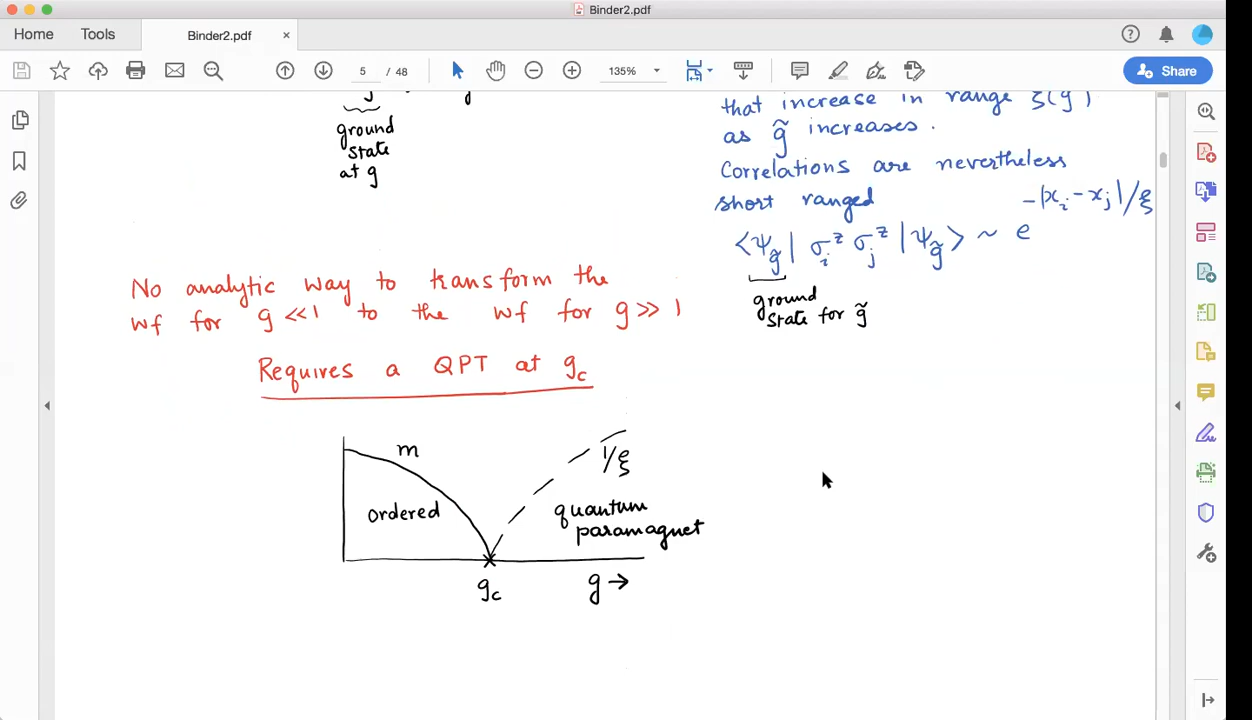 Binder2.pdf
Home Tools Binder2.pdf ×
5 / 48 135% Share
ground
state
at g
that increase in range ξ(g̃)
as g̃ increases.
Correlations are nevertheless
short ranged
⟨ψ_g̃| σ_i^z σ_j^z |ψ_g̃⟩ ~ e^{-|x_i - x_j|/ξ}
ground
state for g̃
No analytic way to transform the
wf for g << 1 to the wf for g >> 1
Requires a QPT at g_c
m
1/ξ
ordered
quantum
paramagnet
g_c
g →